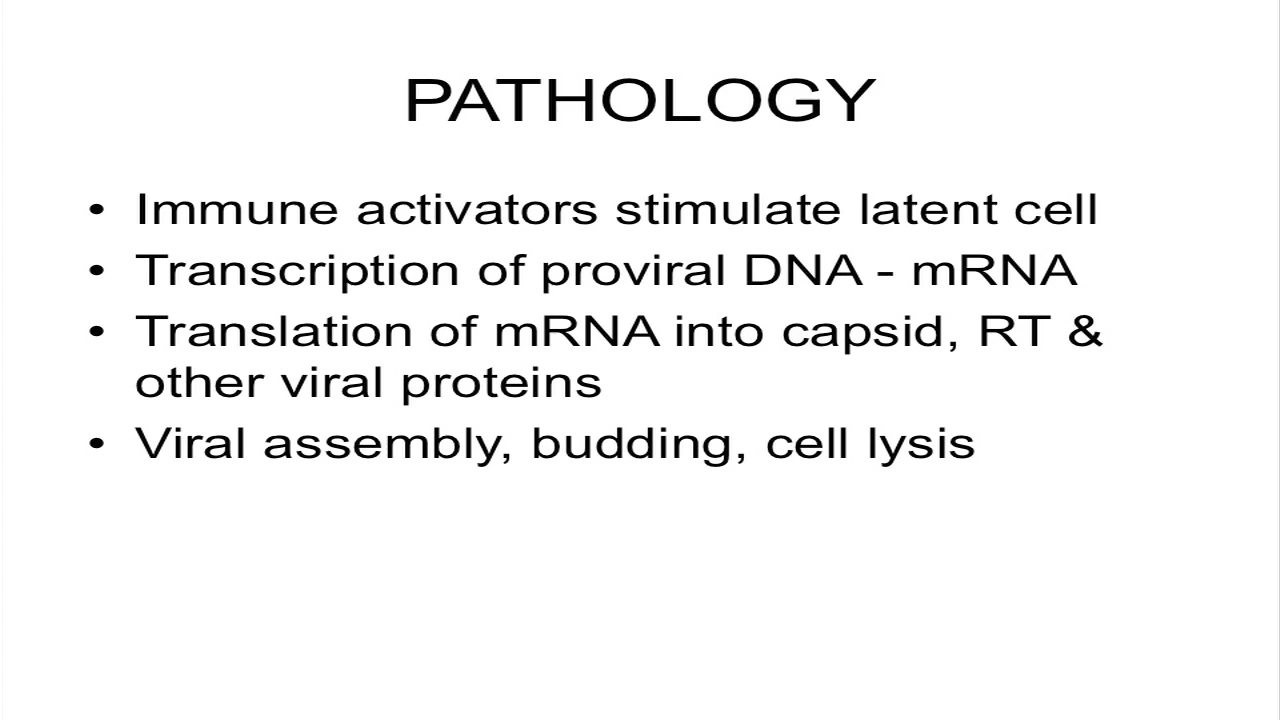 PATHOLOGY
• Immune activators stimulate latent cell
• Transcription of proviral DNA - mRNA
• Translation of mRNA into capsid, RT &
other viral proteins
• Viral assembly, budding, cell lysis